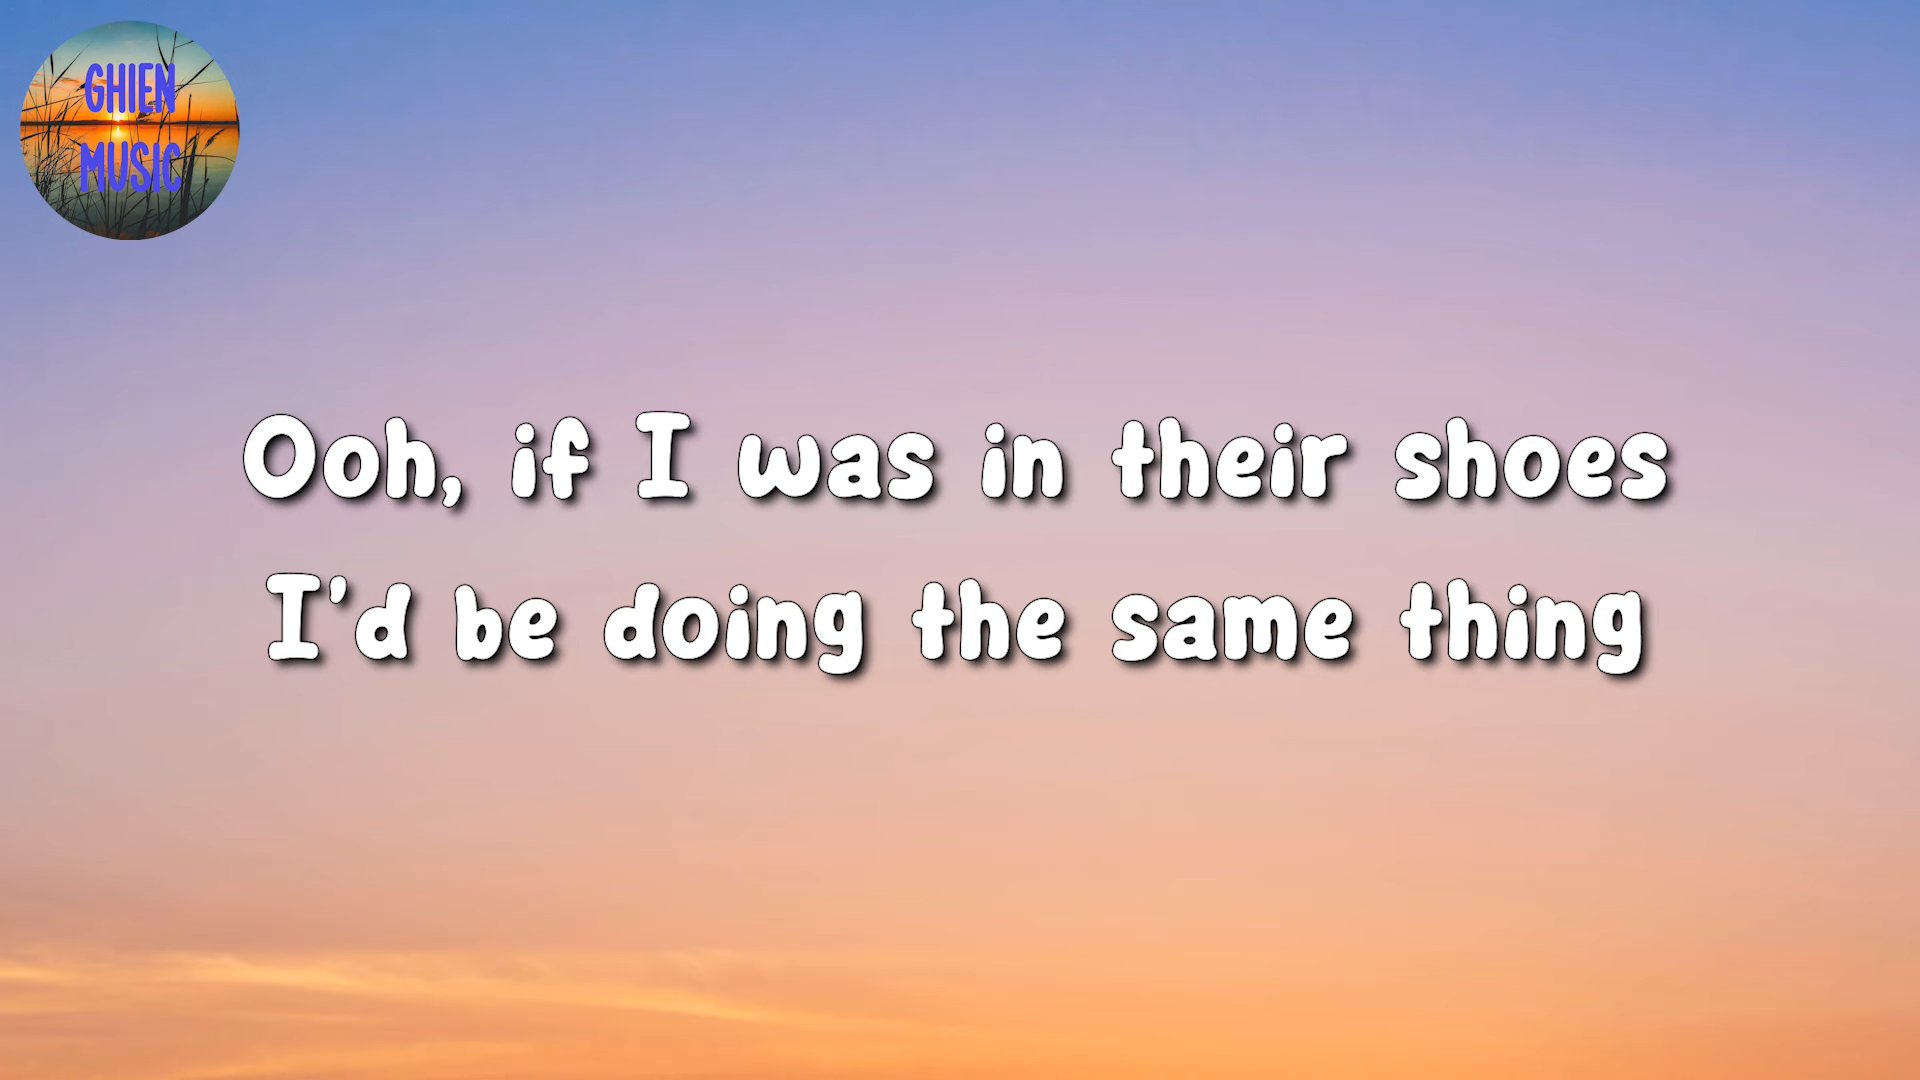 GHIEN
MUSIC
Ooh, if I was in their shoes
I'd be doing the same thing